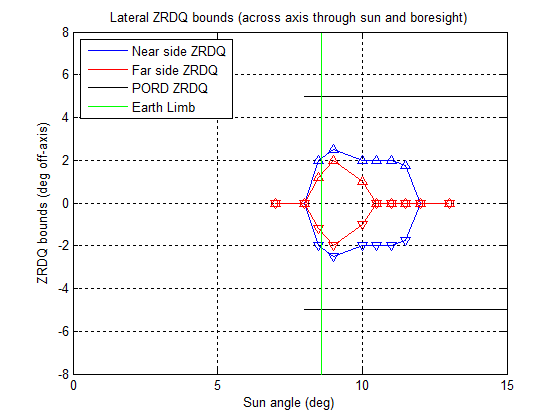 Lateral ZRDQ bounds (across axis through sun and boresight)
8
6
4
2
0
-2
-4
-6
-8
ZRDQ bounds (deg off-axis)
Near side ZRDQ
Far side ZRDQ
PORD ZRDQ
Earth Limb
0 5 10 15
Sun angle (deg)